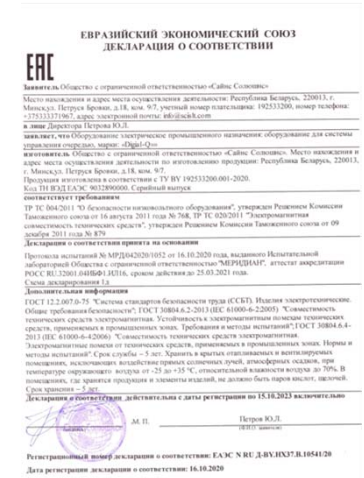 ЕВРАЗИЙСКИЙ ЭКОНОМИЧЕСКИЙ СОЮЗ
ДЕКЛАРАЦИЯ О СООТВЕТСТВИИ
ЕАС
Заявитель Общество с ограниченной ответственностью «Сайнс Солюшнс»
Место нахождения и адрес места осуществления деятельности: Республика Беларусь, 220013, г.
Минск,ул. Петруся Бровки, д.18, ком. 9/7, учетный номер плательщика: 192533200, номер телефона:
+375333371967, адрес электронной почты: info@scielt.com
в лице Директора Петрова Ю.Л.
заявляет, что Оборудование электрическое промышленного назначения: оборудование для системы
управления очередью, марки: «Digial-Q»
изготовитель Общество с ограниченной ответственностью «Сайнс Солюшнс». Место нахождения и
адрес места осуществления деятельности по изготовлению продукции: Республика Беларусь, 220013,
г. Минск,ул. Петруся Бровки, д.18, ком. 9/7.
Продукция изготовлена в соответствии с ТУ BY 192533200.001-2020.
Код ТН ВЭД ЕАЭС 9032890000. Серийный выпуск
соответствует требованиям
ТР ТС 004/2011 "О безопасности низковольтного оборудования", утвержден Решением Комиссии
Таможенного союза от 16 августа 2011 года № 768, ТР ТС 020/2011 "Электромагнитная
совместимость технических средств", утвержден Решением Комиссии Таможенного союза от 09
декабря 2011 года № 879
Декларация о соответствии принята на основании
Протокола испытаний № МРД042020/1052 от 16.10.2020 года, выданного Испытательной
лабораторией Общества с ограниченной ответственностью "МЕРИДИАН", аттестат аккредитации
РОСС RU.32001.04ИБФ1.ИЛ16, сроком действия до 25.03.2021 года.
Схема декларирования 1д
Дополнительная информация
ГОСТ 12.2.007.0-75 "Система стандартов безопасности труда (ССБТ). Изделия электротехнические.
Общие требования безопасности"; ГОСТ 30804.6.2-2013 (IEC 61000-6-2:2005) "Совместимость
технических средств электромагнитная. Устойчивость к электромагнитным помехам технических
средств, применяемых в промышленных зонах. Требования и методы испытаний";ГОСТ 30804.6.4-
2013 (IEC 61000-6-4:2006) "Совместимость технических средств электромагнитная.
"Электромагнитные помехи от технических средств, применяемых в промышленных зонах. Нормы и
методы испытаний". Срок службы – 5 лет. Хранить в крытых отапливаемых и вентилируемых
помещениях, исключающих воздействие прямых солнечных лучей, атмосферных осадков, при
температуре окружающего воздуха от -25 до +35 °С, относительной влажности воздуха до 70%. В
помещениях, где хранятся продукция и элементы изделий, не должно быть паров кислот, щелочей.
Срок хранения – 5 лет.
Декларация о соответствии действительна с даты регистрации по 15.10.2023 включительно
М. П.
Петров Ю.Л.
Регистрационный номер декларации о соответствии: ЕАЭС N RU Д-BY.НХ37.В.10541/20
Дата регистрации декларации о соответствии: 16.10.2020